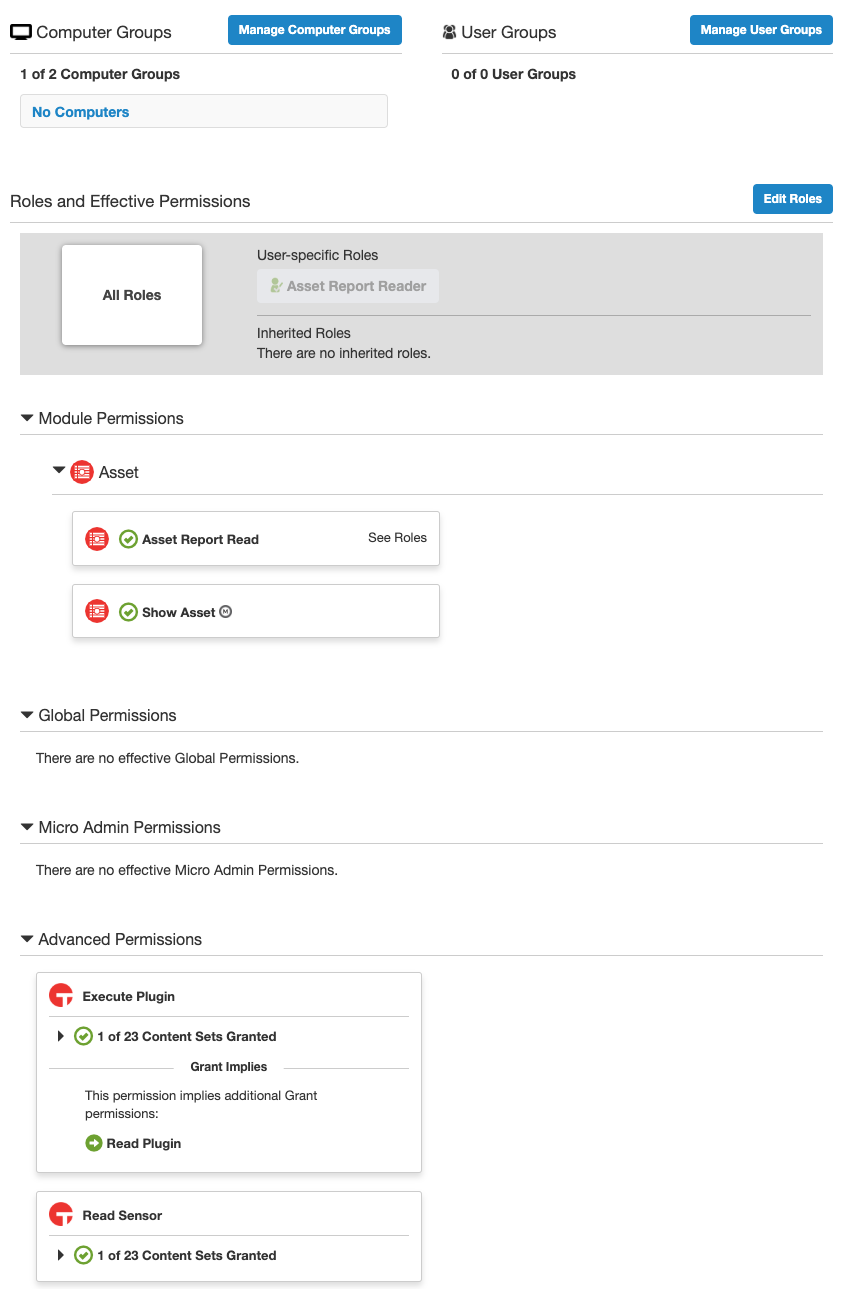 Computer Groups
Manage Computer Groups
1 of 2 Computer Groups
No Computers
User Groups
Manage User Groups
0 of 0 User Groups
Roles and Effective Permissions
Edit Roles
All Roles
User-specific Roles
Asset Report Reader
Inherited Roles
There are no inherited roles.
Module Permissions
Asset
Asset Report Read
See Roles
Show Asset M
Global Permissions
There are no effective Global Permissions.
Micro Admin Permissions
There are no effective Micro Admin Permissions.
Advanced Permissions
Execute Plugin
1 of 23 Content Sets Granted
Grant Implies
This permission implies additional Grant
permissions:
Read Plugin
Read Sensor
1 of 23 Content Sets Granted